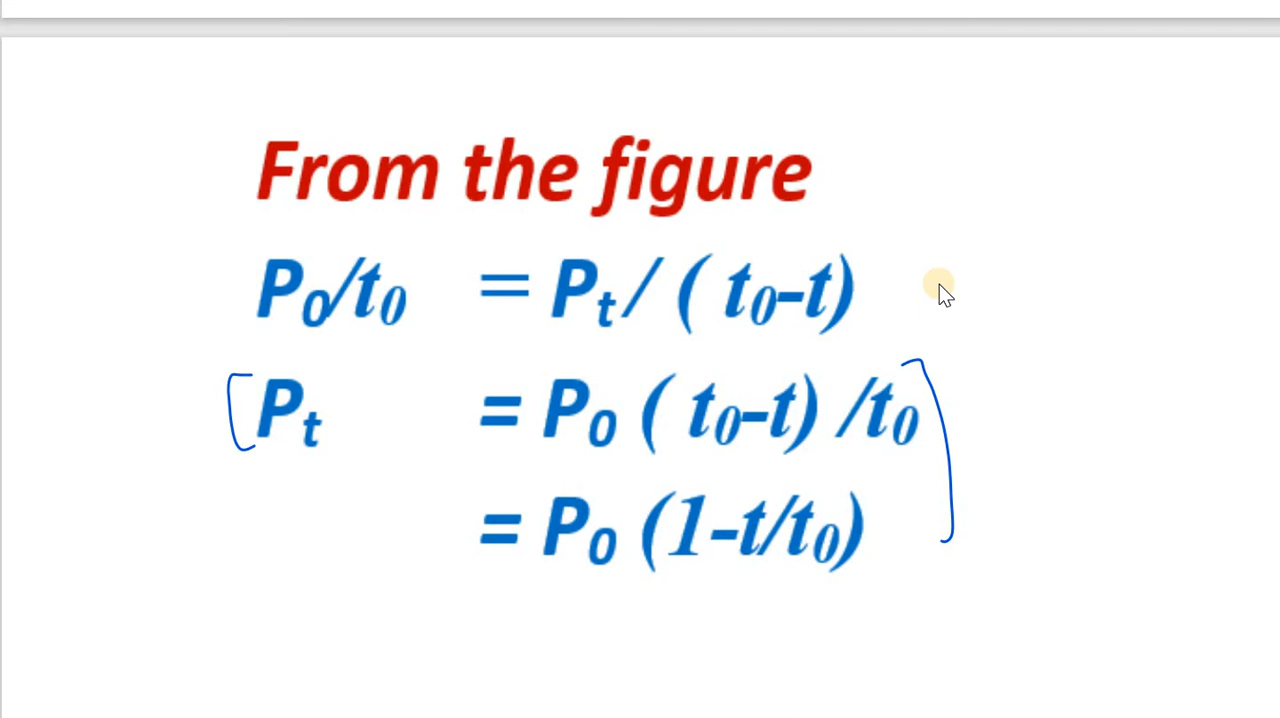 From the figure
P₀/t₀ = Pₜ / ( t₀-t)
Pₜ = P₀ ( t₀-t) /t₀
= P₀ (1-t/t₀)